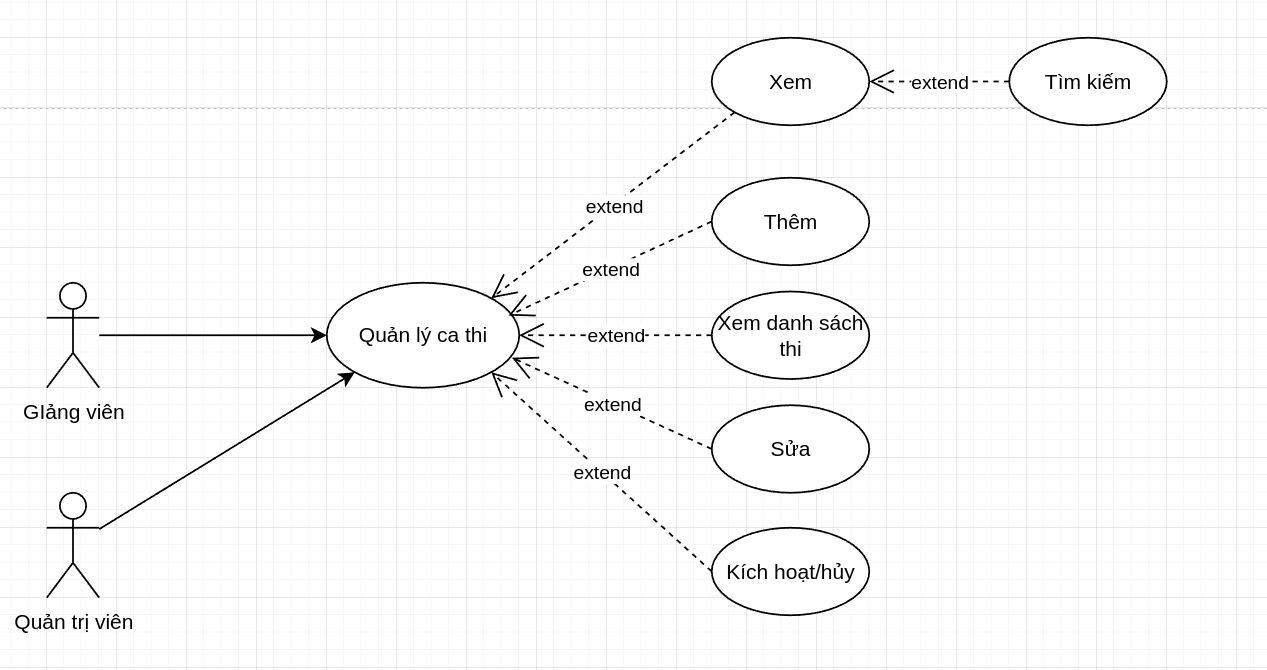 Xem
extend
Tìm kiếm
extend
Thêm
extend
Quản lý ca thi
extend
Xem danh sách
thi
GIảng viên
extend
Sửa
extend
Kích hoạt/hủy
Quản trị viên